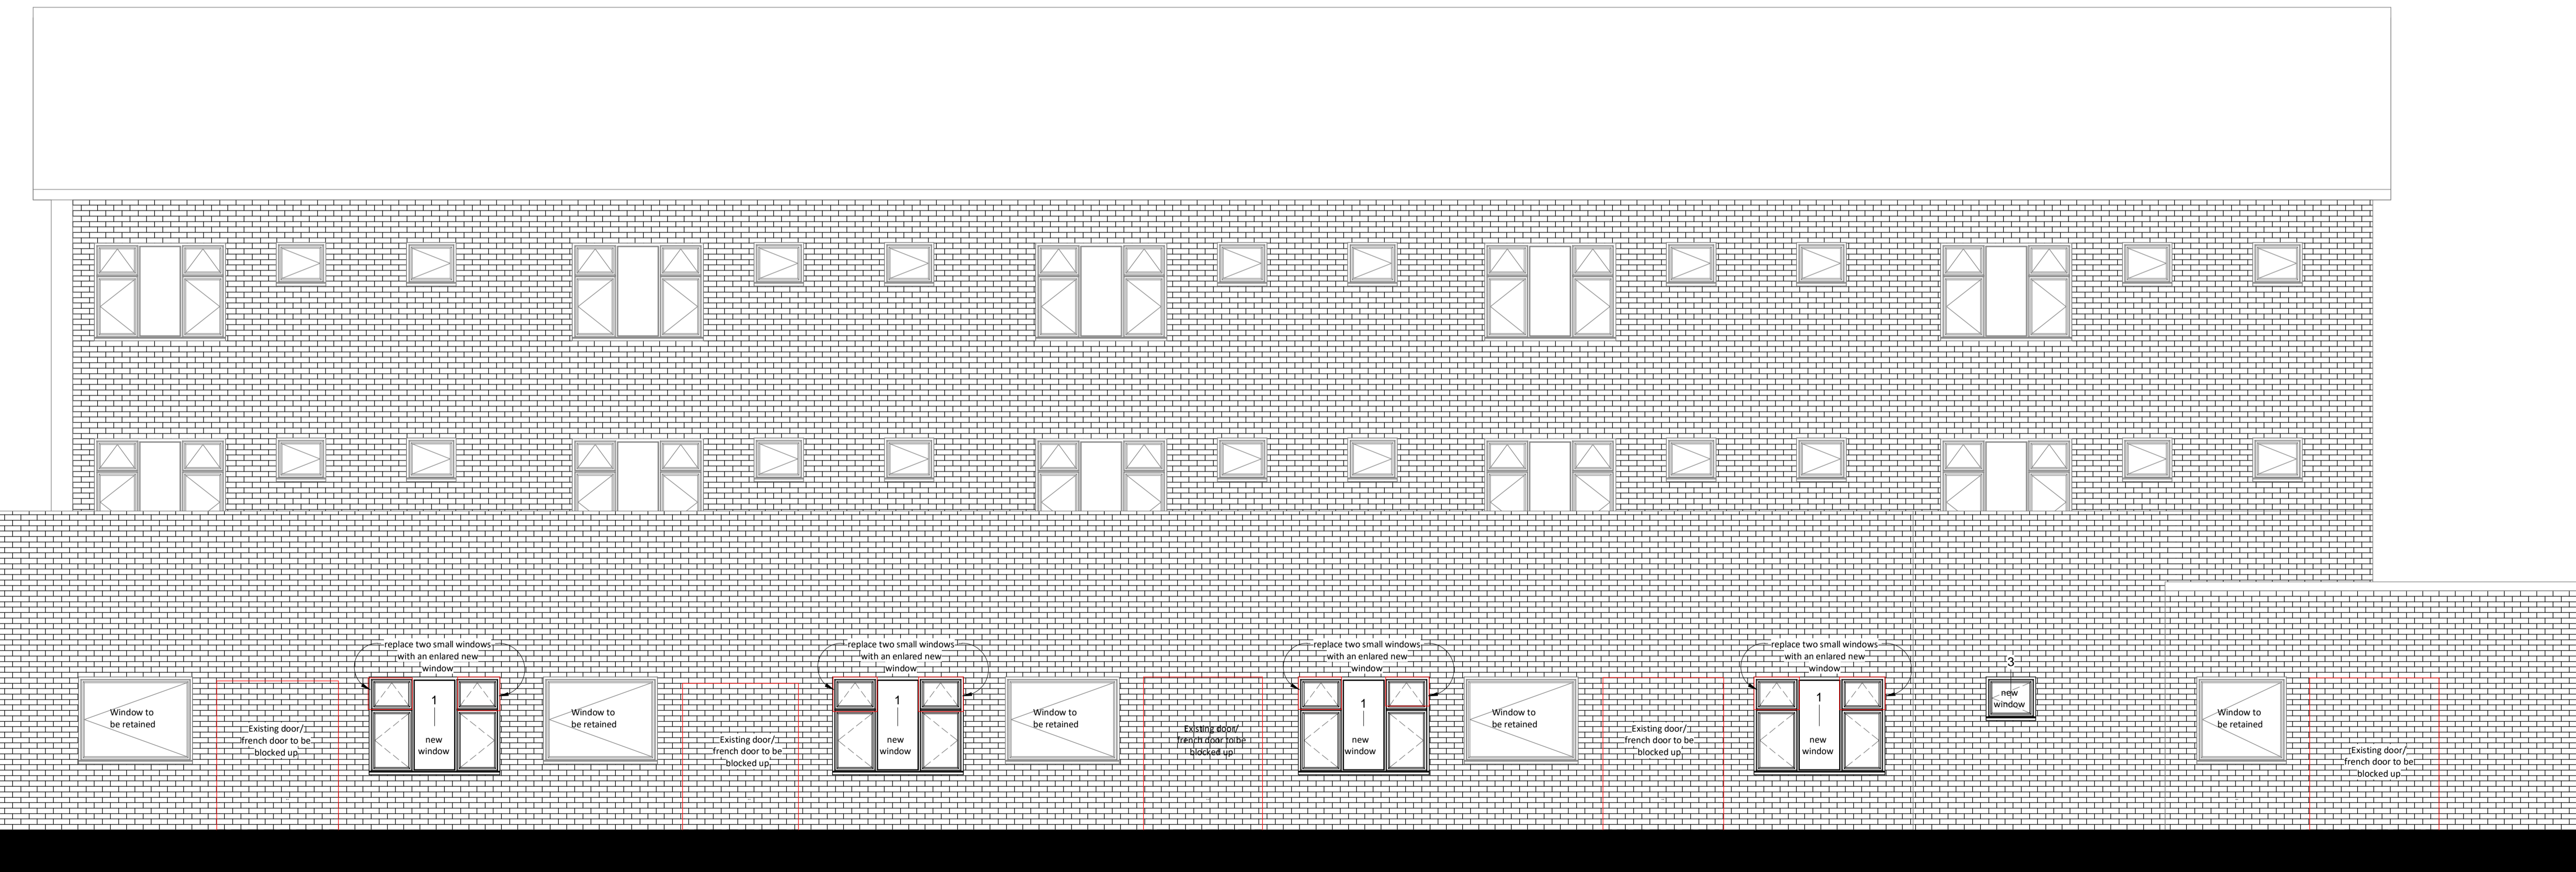 replace two small windows
with an enlared new
window
replace two small windows
with an enlared new
window
replace two small windows
with an enlared new
window
replace two small windows
with an enlared new
window
3
new
window
Window to
be retained
Existing door/
french door to be
blocked up
1
new
window
Window to
be retained
Existing door/
french door to be
blocked up
1
new
window
Window to
be retained
Existing door/
french door to be
blocked up
1
new
window
Window to
be retained
Existing door/
french door to be
blocked up
1
new
window
Window to
be retained
Existing door/
french door to be
blocked up